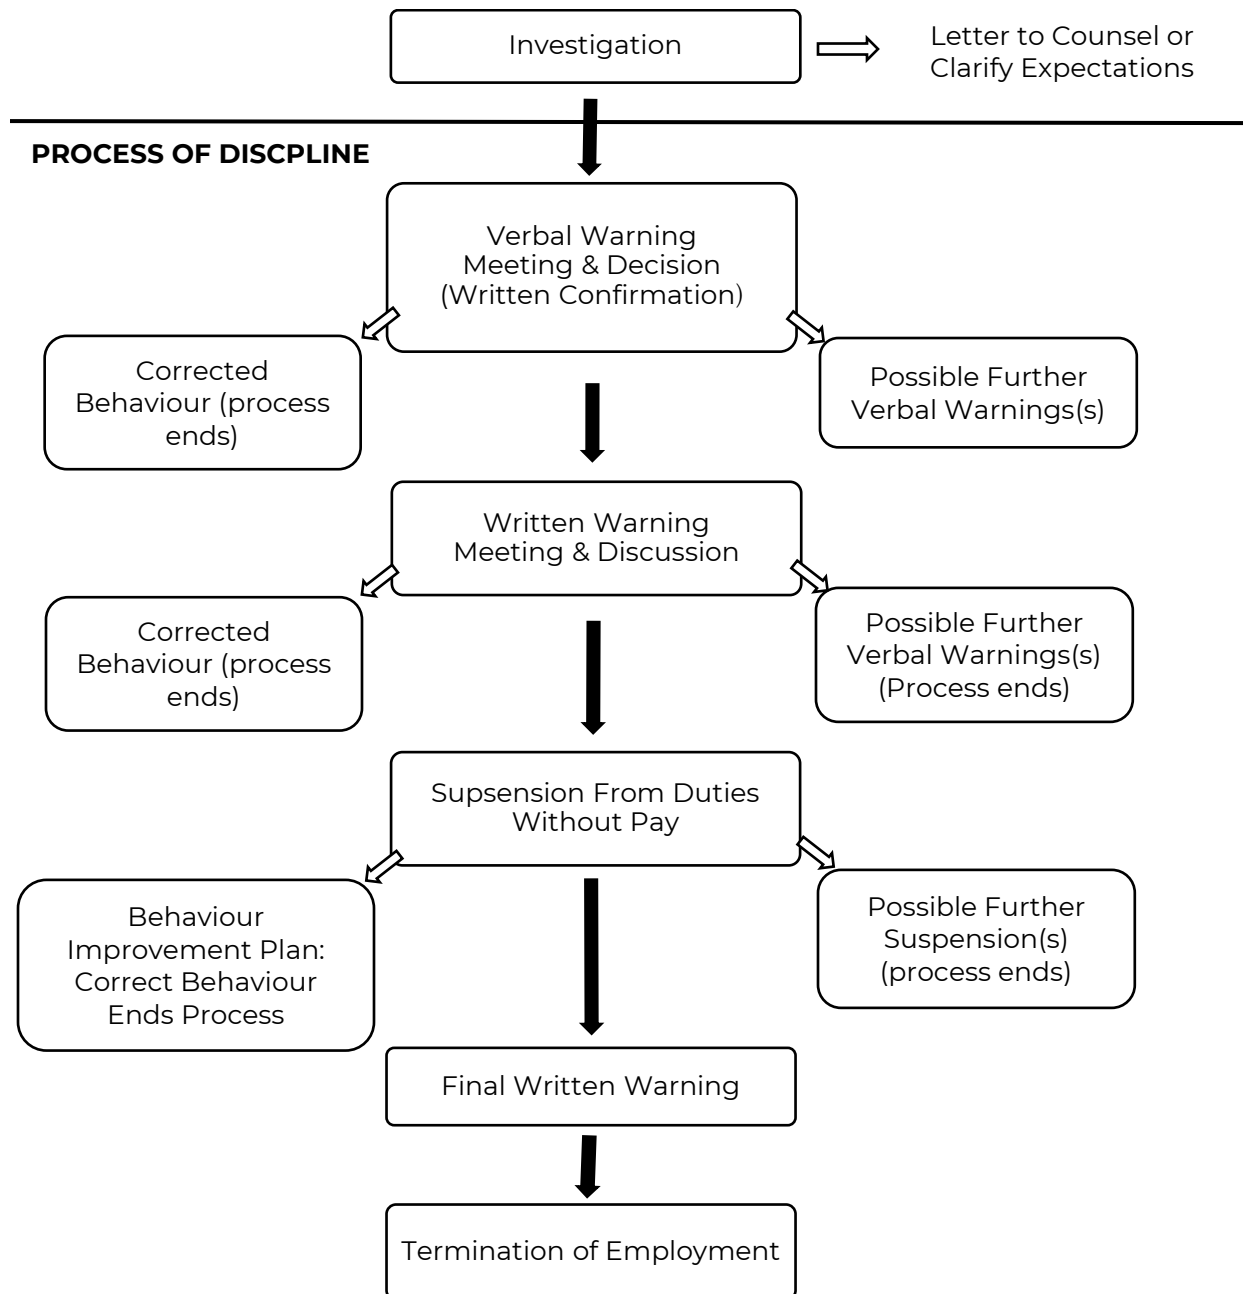 Investigation
Letter to Counsel or
Clarify Expectations
PROCESS OF DISCPLINE
Verbal Warning
Meeting & Decision
(Written Confirmation)
Corrected
Behaviour (process
ends)
Possible Further
Verbal Warnings(s)
Written Warning
Meeting & Discussion
Corrected
Behaviour (process
ends)
Possible Further
Verbal Warnings(s)
(Process ends)
Supsension From Duties
Without Pay
Behaviour
Improvement Plan:
Correct Behaviour
Ends Process
Possible Further
Suspension(s)
(process ends)
Final Written Warning
Termination of Employment